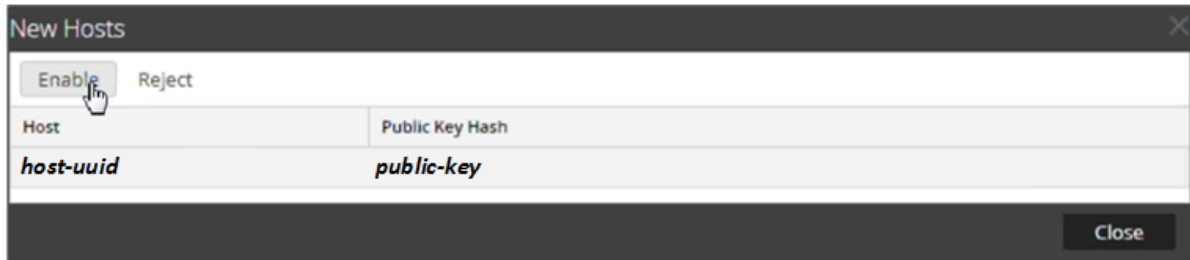 New Hosts
Enable Reject
Host Public Key Hash
host-uuid public-key
Close